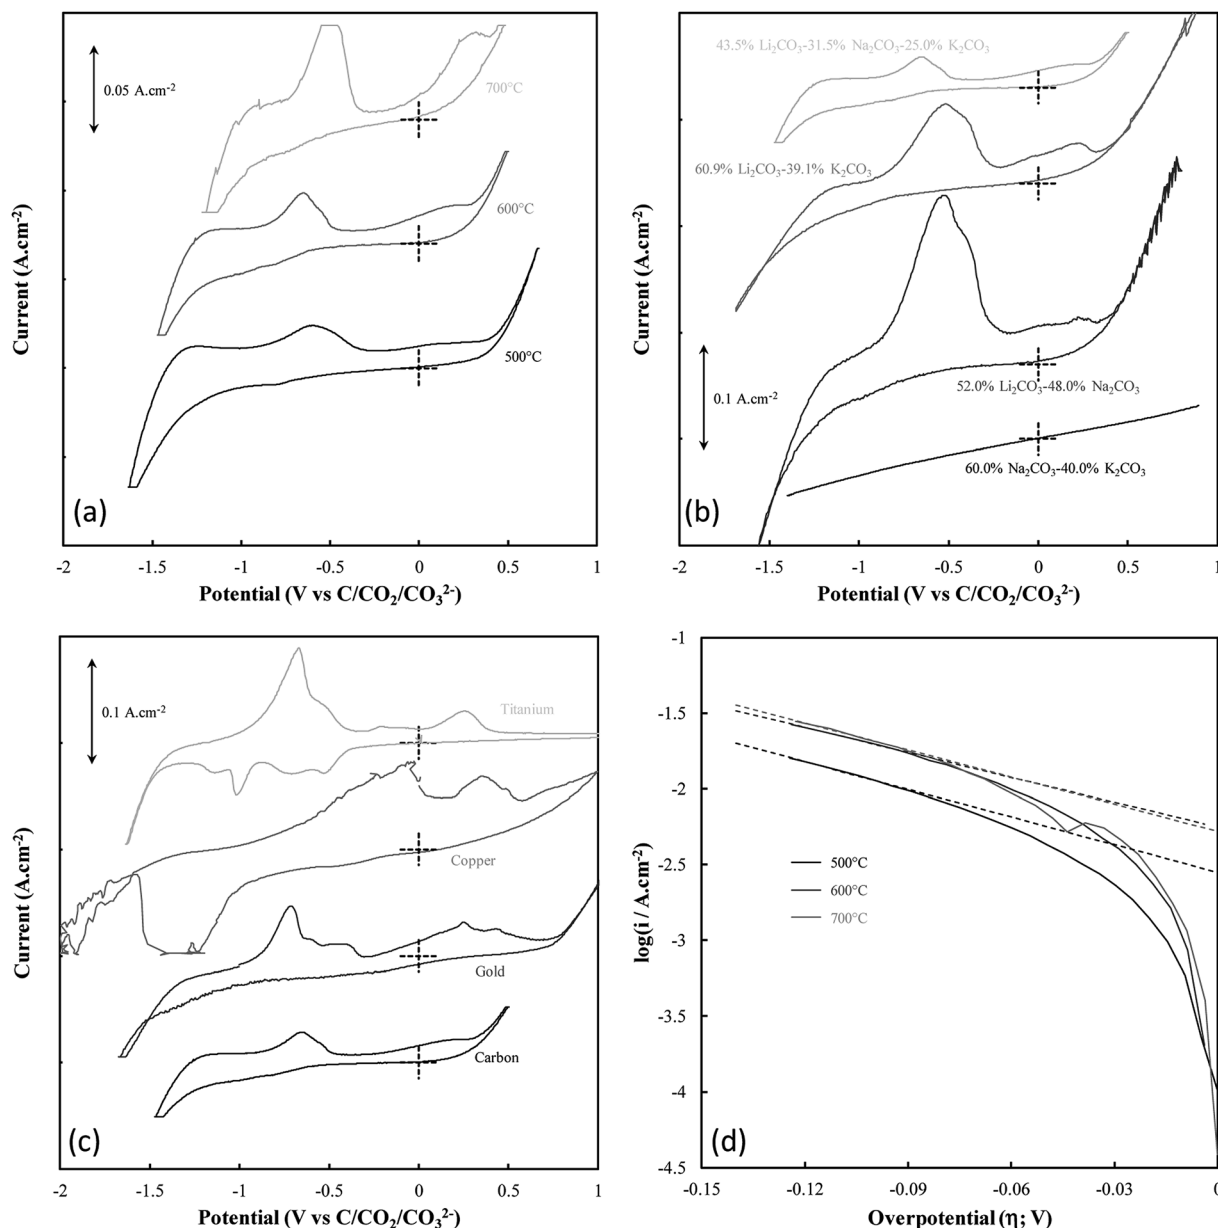 0.05 A.cm-2
700°C
600°C
500°C
Current (A.cm-2)
(a)
-2 -1.5 -1 -0.5 0 0.5 1
Potential (V vs C/CO2/CO32-)
43.5% Li2CO3-31.5% Na2CO3-25.0% K2CO3
60.9% Li2CO3-39.1% K2CO3
0.1 A.cm-2
52.0% Li2CO3-48.0% Na2CO3
60.0% Na2CO3-40.0% K2CO3
Current (A.cm-2)
(b)
-2 -1.5 -1 -0.5 0 0.5 1
Potential (V vs C/CO2/CO32-)
0.1 A.cm-2
Titanium
Copper
Gold
Carbon
Current (A.cm-2)
(c)
-2 -1.5 -1 -0.5 0 0.5 1
Potential (V vs C/CO2/CO32-)
-1
-1.5
-2
-2.5
-3
-3.5
-4
-4.5
log(i / A.cm-2)
500°C
600°C
700°C
(d)
-0.15 -0.12 -0.09 -0.06 -0.03 0
Overpotential (η; V)